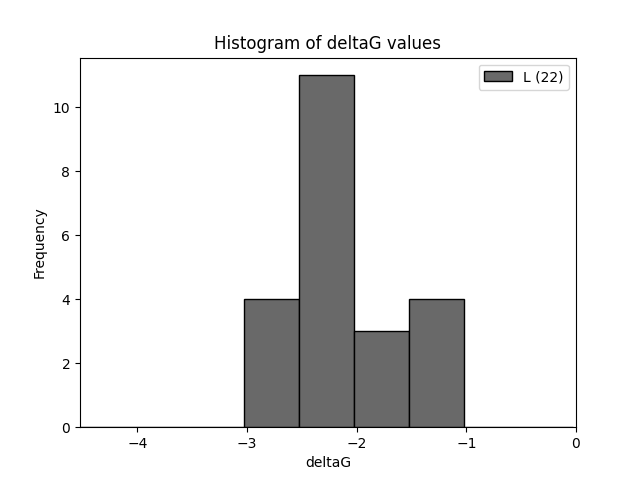 Histogram of deltaG values
L (22)
Frequency
10
8
6
4
2
0
−4
−3
−2
−1
0
deltaG